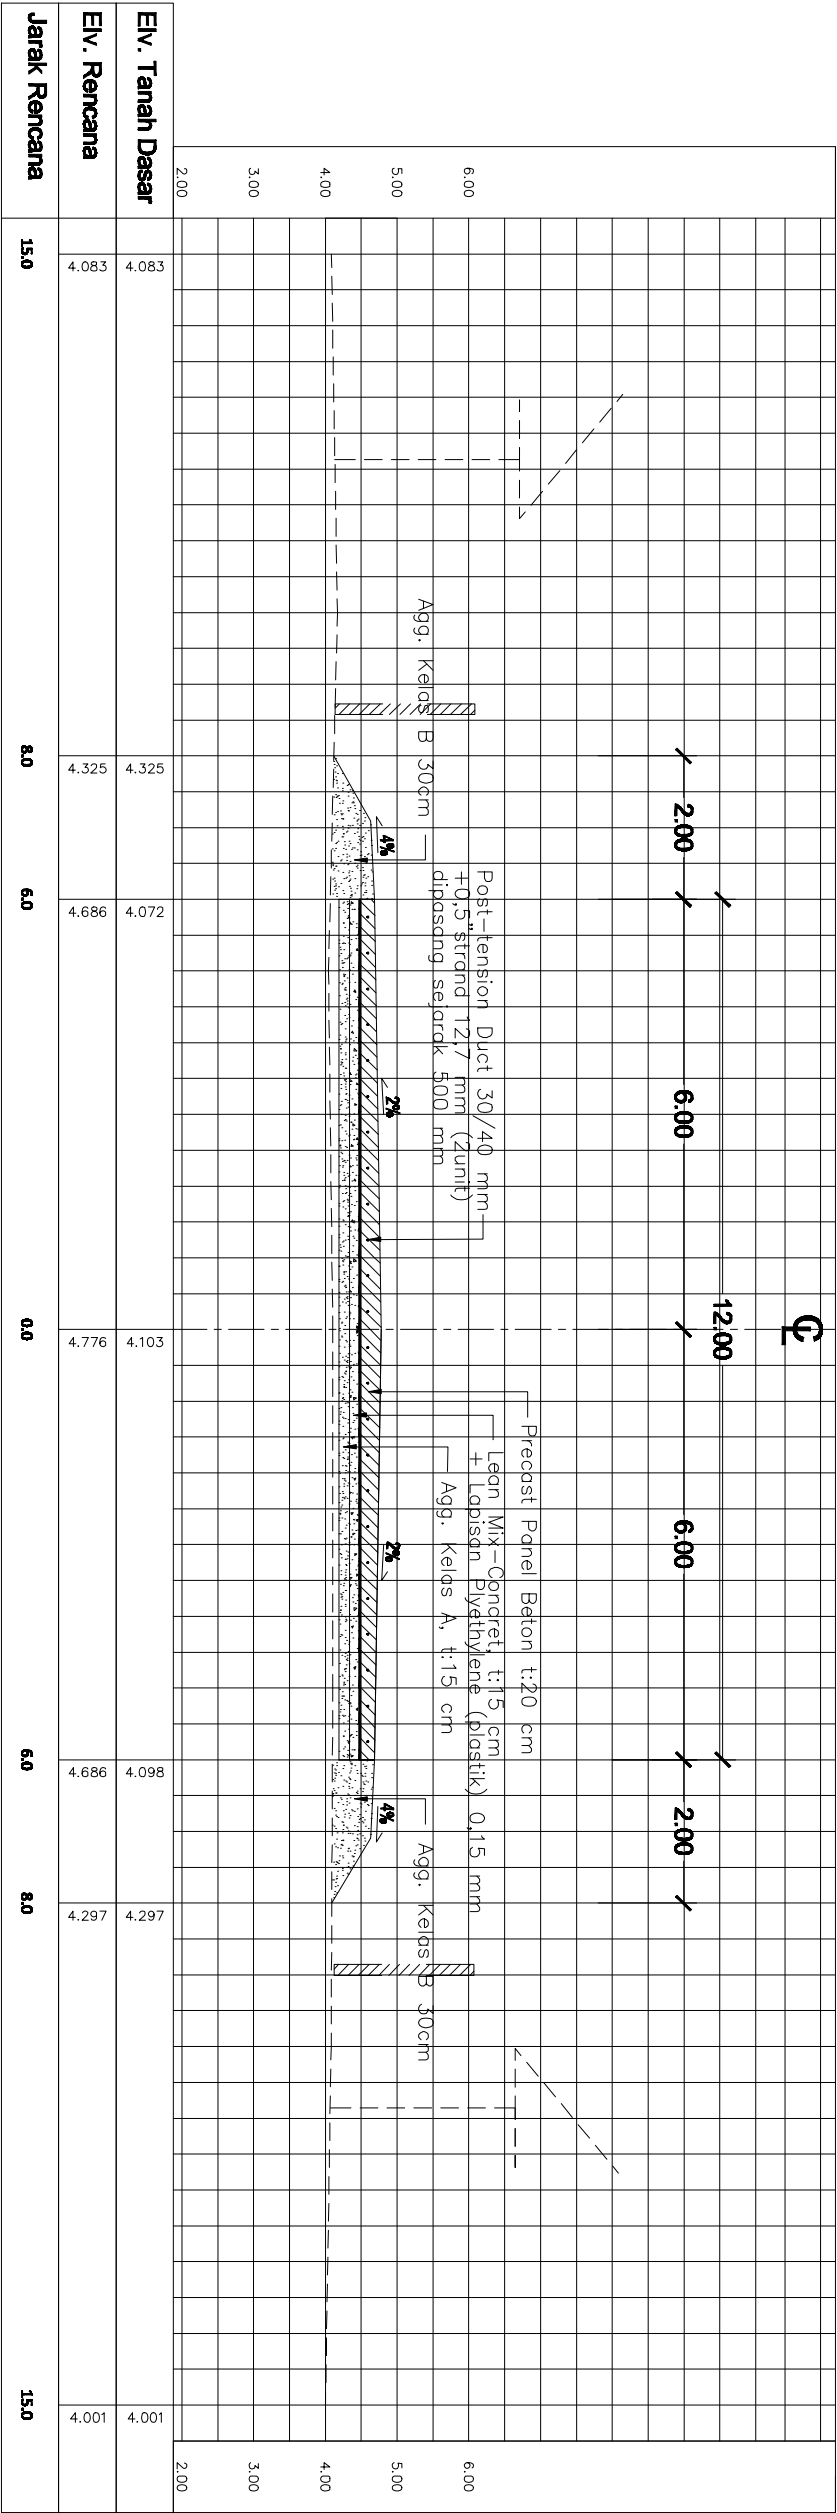 C
L
12.00
2.00
6.00
6.00
2.00
Precast Panel Beton t:20 cm
Post-tension Duct 30/40 mm
+0,5" strand 12,7 mm (2unit)
dipasang sejarak 500 mm
Lean Mix-Concret, t:15 cm
+ Lapisan Plyethylene (plastik) 0,15 mm
Agg. Kelas A, t:15 cm
Agg. Kelas B 30cm
Agg. Kelas B 30cm
4%
2%
2%
4%
6.00
5.00
4.00
3.00
2.00
6.00
5.00
4.00
3.00
2.00
Elv. Tanah Dasar 4.083 4.325 4.072 4.103 4.098 4.297 4.001
Elv. Rencana 4.083 4.325 4.686 4.776 4.686 4.297 4.001
Jarak Rencana 15.0 8.0 6.0 0.0 6.0 8.0 15.0